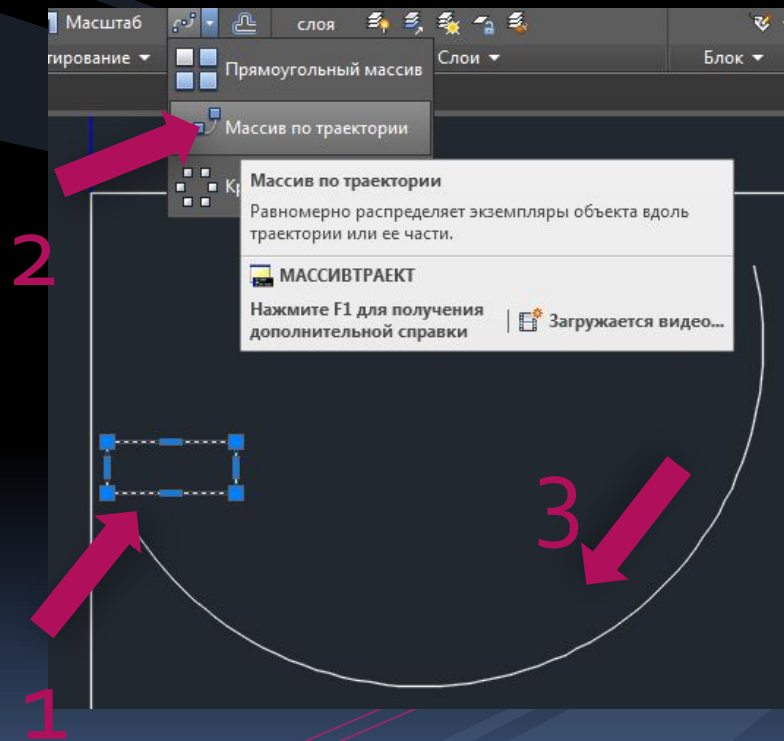 Масштаб
слоя
тирование
Слои
Блок
Прямоугольный массив
Массив по траектории
2
Массив по траектории
Равномерно распределяет экземпляры объекта вдоль
траектории или ее части.
МАССИВТРАЕКТ
Нажмите F1 для получения
дополнительной справки
Загружается видео...
3
1